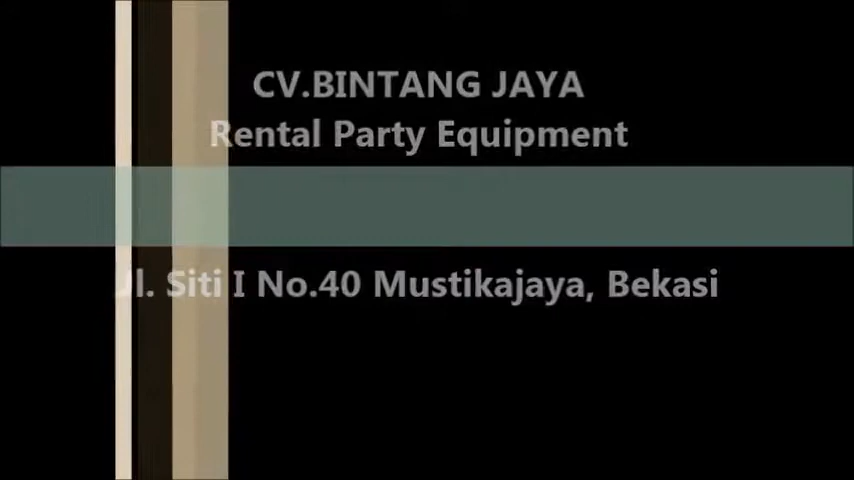 CV.BINTANG JAYA
Rental Party Equipment
Jl. Siti I No.40 Mustikajaya, Bekasi